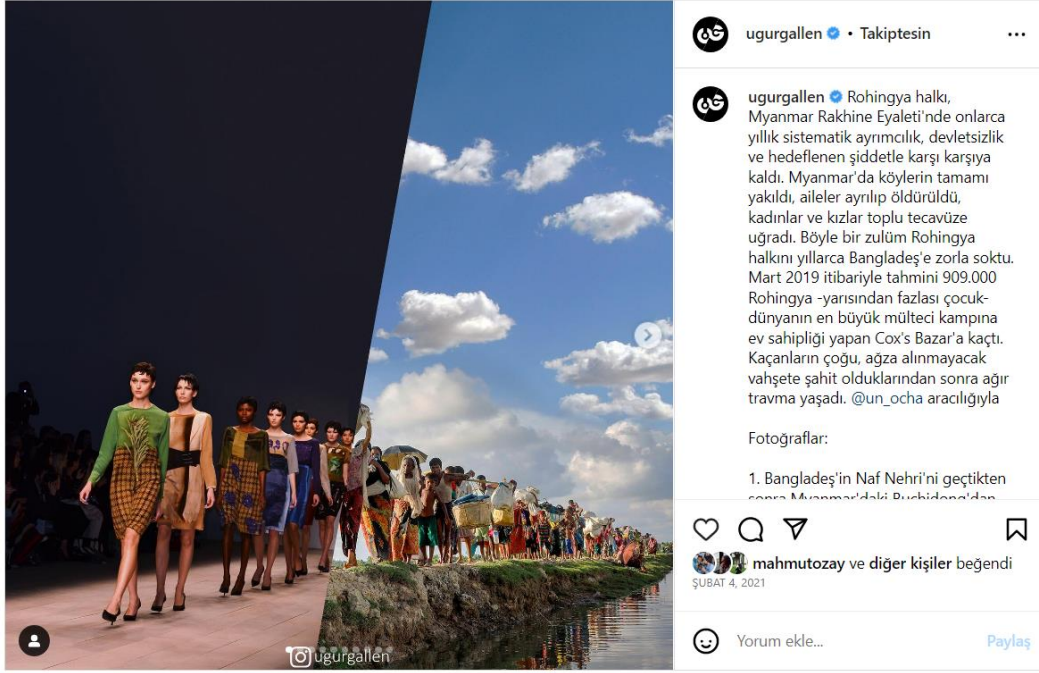 ugurgallen • Takiptesin
ugurgallen Rohingya halkı,
Myanmar Rakhine Eyaleti'nde onlarca
yıllık sistematik ayrımcılık, devletsizlik
ve hedeflenen şiddetle karşı karşıya
kaldı. Myanmar'da köylerin tamamı
yakıldı, aileler ayrılıp öldürüldü,
kadınlar ve kızlar toplu tecavüze
uğradı. Böyle bir zulüm Rohingya
halkını yıllarca Bangladeş'e zorla soktu.
Mart 2019 itibariyle tahmini 909.000
Rohingya -yarısından fazlası çocuk-
dünyanın en büyük mülteci kampına
ev sahipliği yapan Cox's Bazar'a kaçtı.
Kaçanların çoğu, ağza alınmayacak
vahşete şahit olduklarından sonra ağır
travma yaşadı. @un_ocha aracılığıyla
Fotoğraflar:
1. Bangladeş'in Naf Nehri'ni geçtikten
sonra Myanmar'daki Buthidong'dan
mahmutozay ve diğer kişiler beğendi
ŞUBAT 4, 2021
Yorum ekle... Paylaş
ugurgallen